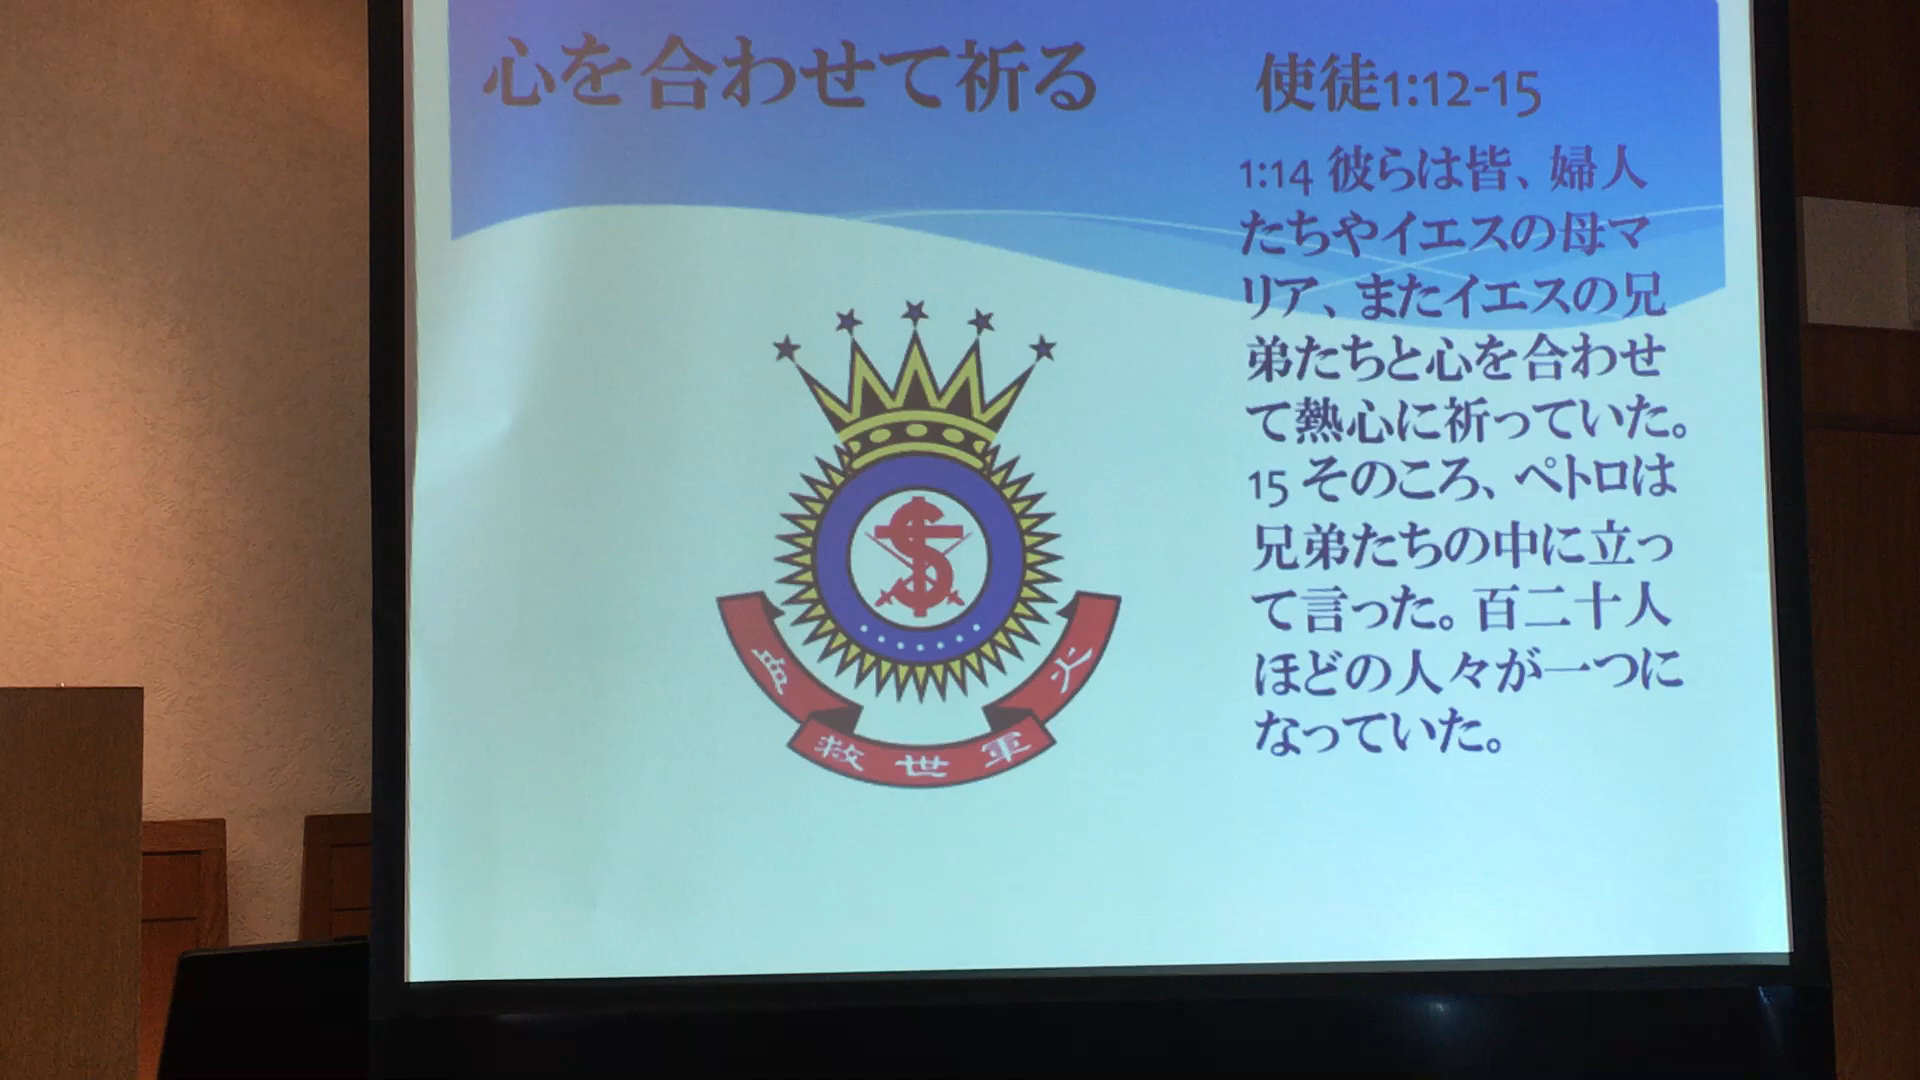 心を合わせて祈る
使徒1:12-15
1:14 彼らは皆、婦人
たちやイエスの母マ
リア、またイエスの兄
弟たちと心を合わせ
て熱心に祈っていた。
15 そのころ、ペトロは
兄弟たちの中に立っ
て言った。百二十人
ほどの人々が一つに
なっていた。
S
血 火
救世軍